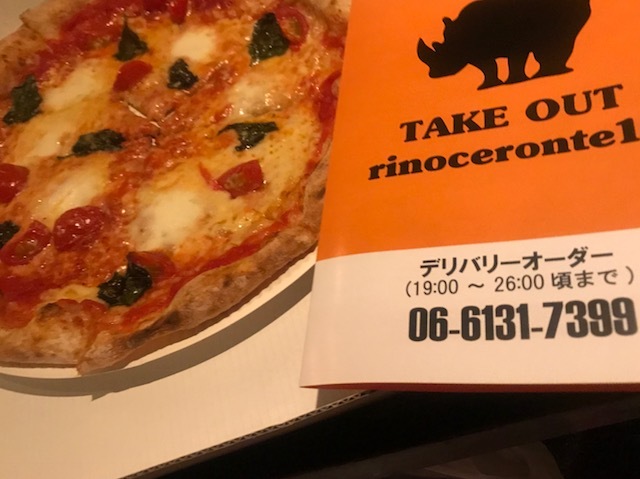 TAKE OUT
rinoceronte1
デリバリーオーダー
(19:00 ～ 26:00 頃まで )
06-6131-7399